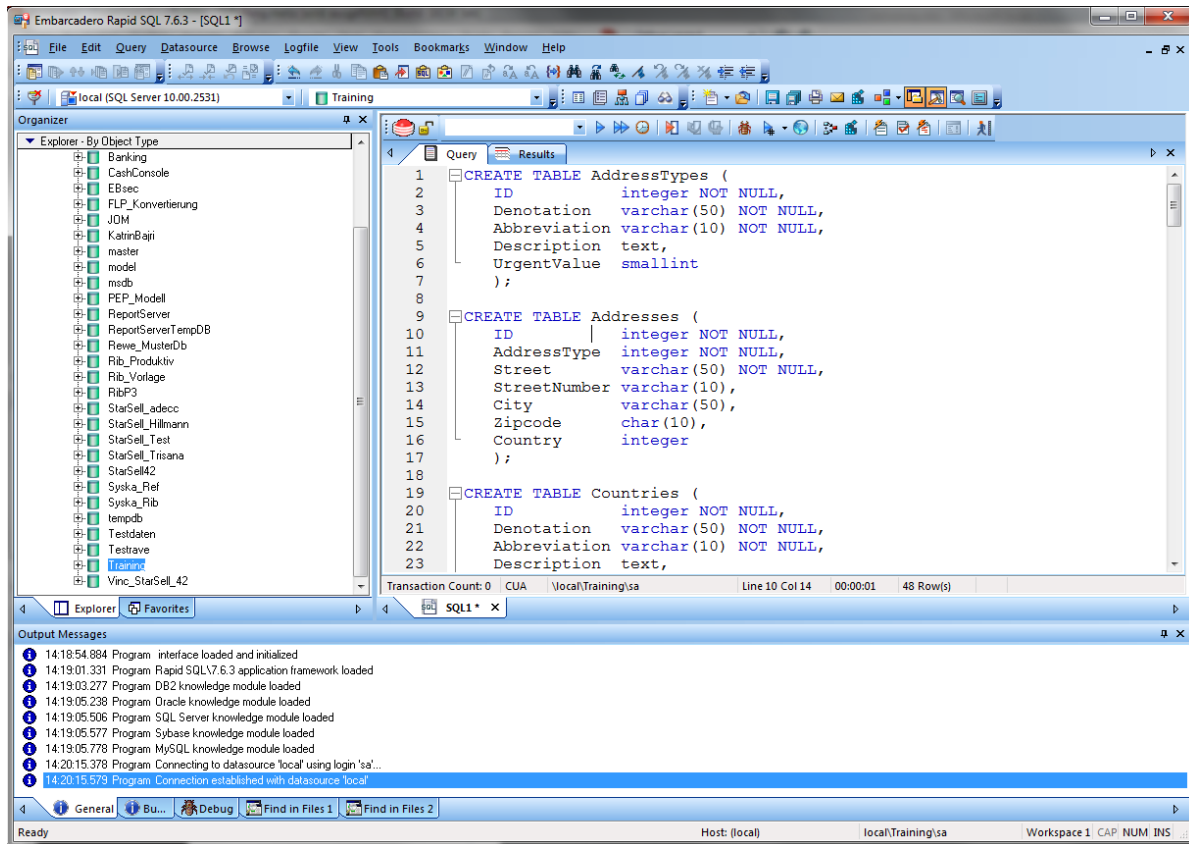 Embarcadero Rapid SQL 7.6.3 - [SQL1 *]
File Edit Query Datasource Browse Logfile View Tools Bookmarks Window Help
local (SQL Server 10.00.2531) Training
Organizer
Explorer - By Object Type
Banking
CashConsole
EBsec
FLP_Konvertierung
JOM
KatrinBajri
master
model
msdb
PEP_Modell
ReportServer
ReportServerTempDB
Rewe_MusterDb
Rib_Produktiv
Rib_Vorlage
RibP3
StarSell_adecc
StarSell_Hillmann
StarSell_Test
StarSell_Trisana
StarSell42
Syska_Ref
Syska_Rib
tempdb
Testdaten
Testrave
Training
Vinc_StarSell_42
Explorer Favorites
Query Results
1 CREATE TABLE AddressTypes (
2 ID integer NOT NULL,
3 Denotation varchar(50) NOT NULL,
4 Abbreviation varchar(10) NOT NULL,
5 Description text,
6 UrgentValue smallint
7 );
8
9 CREATE TABLE Addresses (
10 ID integer NOT NULL,
11 AddressType integer NOT NULL,
12 Street varchar(50) NOT NULL,
13 StreetNumber varchar(10),
14 City varchar(50),
15 Zipcode char(10),
16 Country integer
17 );
18
19 CREATE TABLE Countries (
20 ID integer NOT NULL,
21 Denotation varchar(50) NOT NULL,
22 Abbreviation varchar(10) NOT NULL,
23 Description text,
Transaction Count: 0 CUA \local\Training\sa Line 10 Col 14 00:00:01 48 Row(s)
SQL SQL1 *
Output Messages
14:18:54.884 Program interface loaded and initialized
14:19:01.331 Program Rapid SQL\7.6.3 application framework loaded
14:19:03.277 Program DB2 knowledge module loaded
14:19:05.238 Program Oracle knowledge module loaded
14:19:05.506 Program SQL Server knowledge module loaded
14:19:05.577 Program Sybase knowledge module loaded
14:19:05.778 Program MySQL knowledge module loaded
14:20:15.378 Program Connecting to datasource 'local' using login 'sa'...
14:20:15.579 Program Connection established with datasource 'local'
General Bu... Debug Find in Files 1 Find in Files 2
Ready Host: (local) local\Training\sa Workspace 1 CAP NUM INS